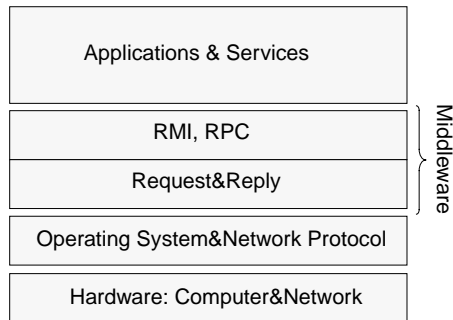 Applications & Services
RMI, RPC
Request&Reply
Middleware
Operating System&Network Protocol
Hardware: Computer&Network